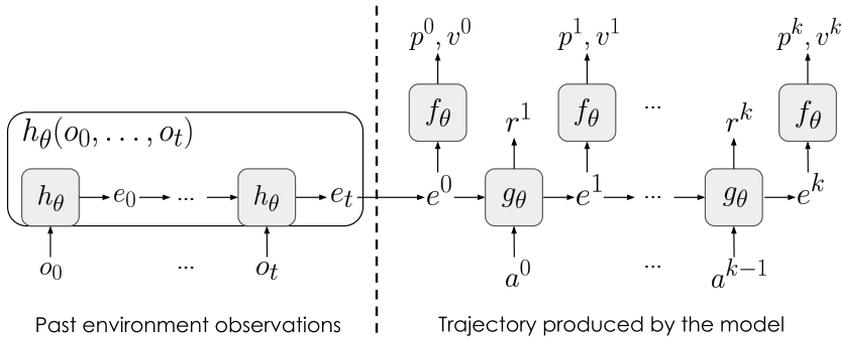 p^0, v^0 p^1, v^1 p^k, v^k
f_θ f_θ ... f_θ
r^1 r^k
h_θ(o_0, ..., o_t)
h_θ e_0 ... h_θ e_t e^0 g_θ e^1 ... g_θ e^k
o_0 ... o_t a^0 ... a^{k-1}
Past environment observations
Trajectory produced by the model